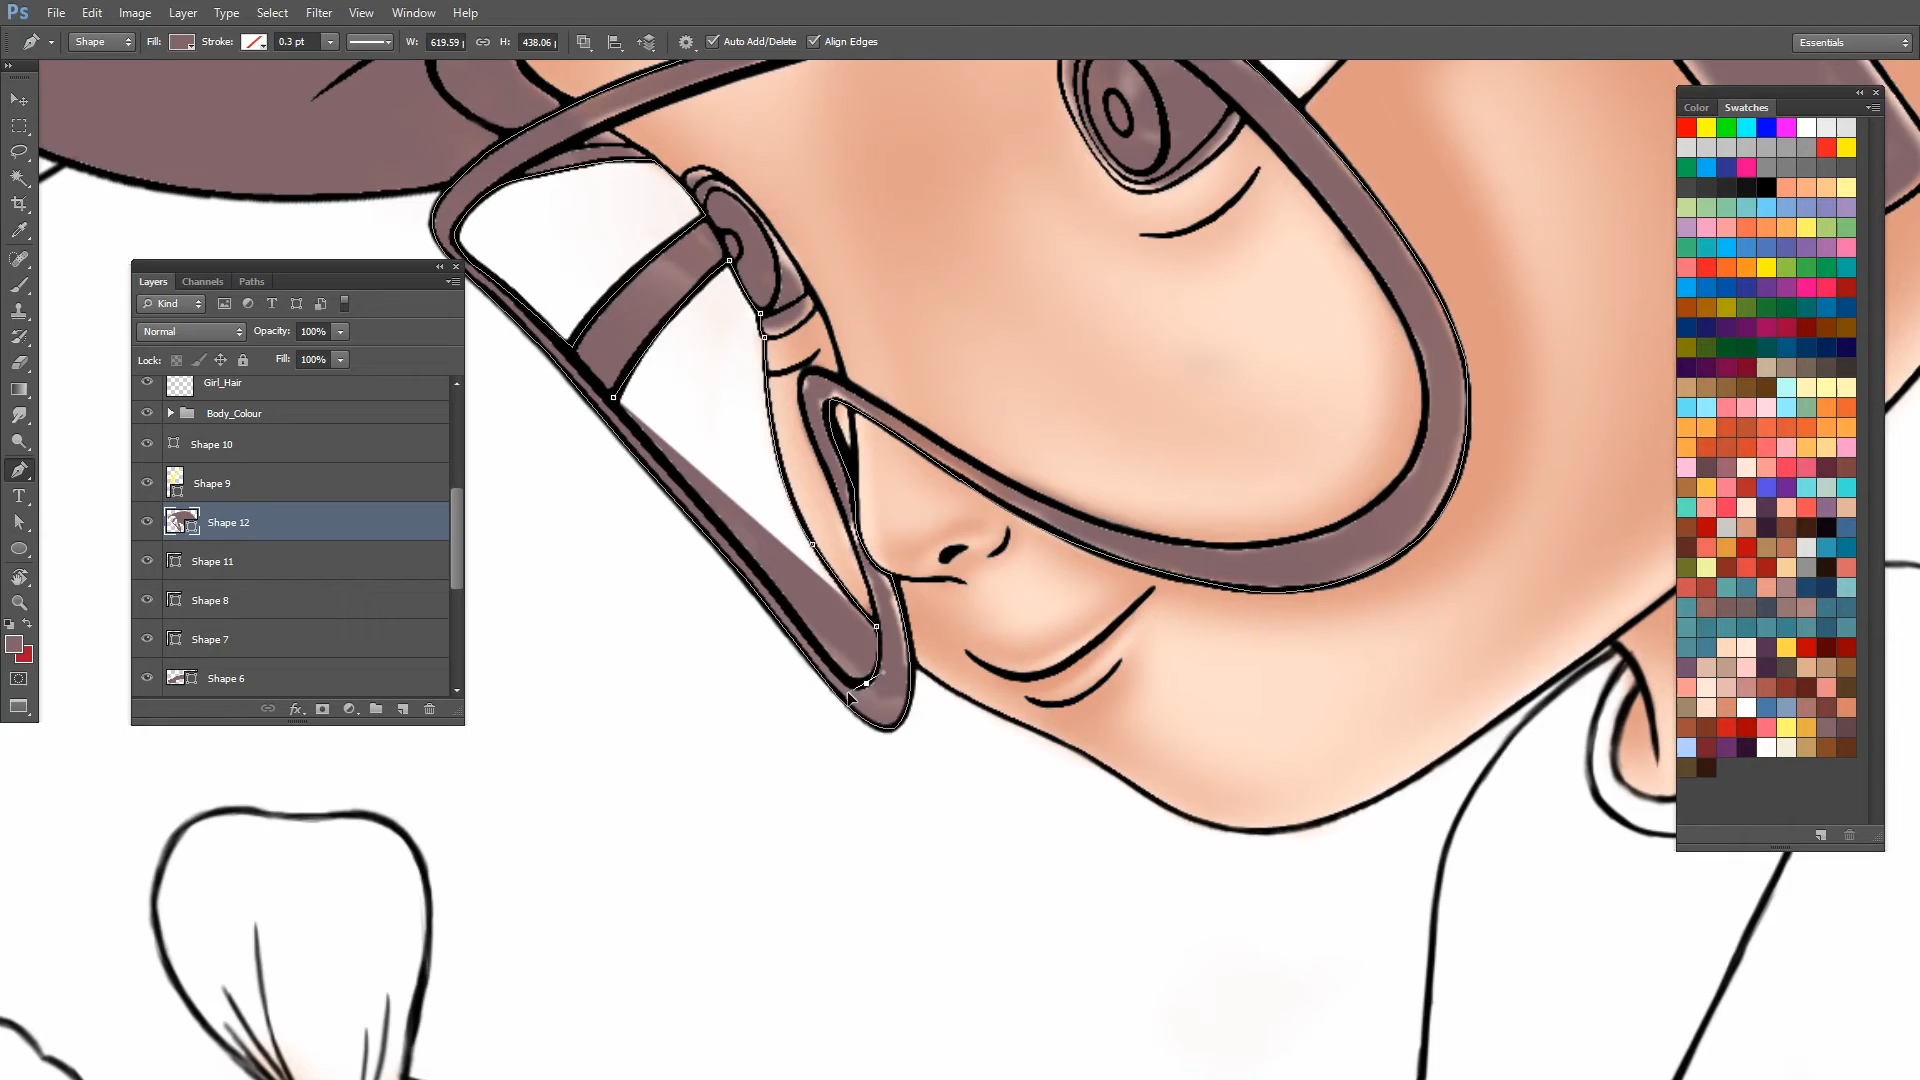 Ps File Edit Image Layer Type Select Filter View Window Help
Shape Fill: Stroke: 0.3 pt W: 619.59 H: 438.06 Auto Add/Delete Align Edges Essentials
Color Swatches
Layers Channels Paths
Kind
Normal Opacity: 100%
Lock: Fill: 100%
Girl_Hair
Body_Colour
Shape 10
Shape 9
Shape 12
Shape 11
Shape 8
Shape 7
Shape 6
fx